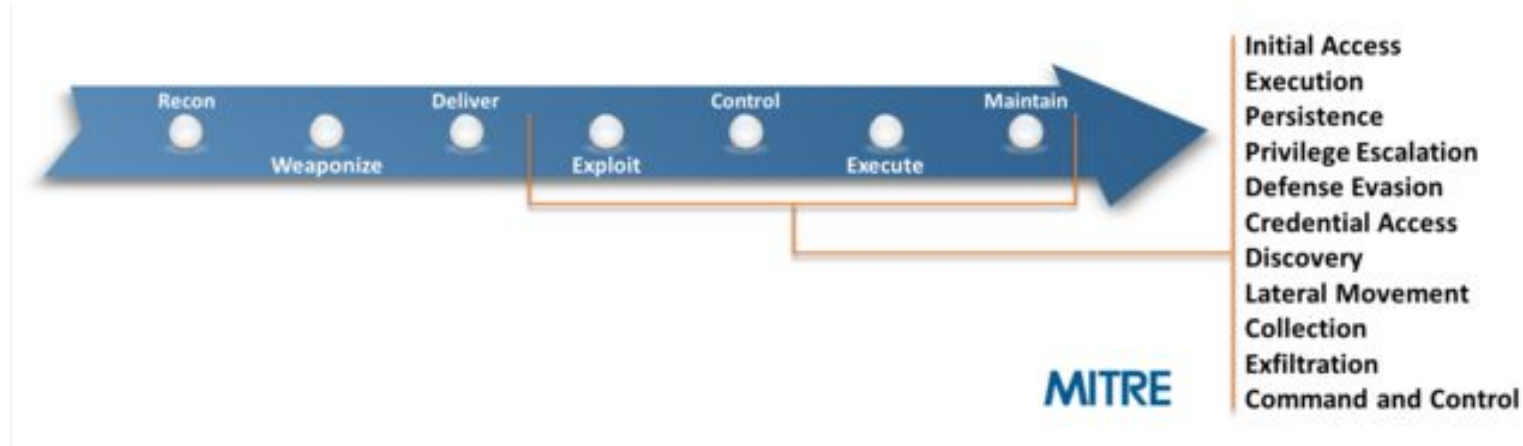 Recon
Weaponize
Deliver
Exploit
Control
Execute
Maintain
Initial Access
Execution
Persistence
Privilege Escalation
Defense Evasion
Credential Access
Discovery
Lateral Movement
Collection
Exfiltration
Command and Control
MITRE